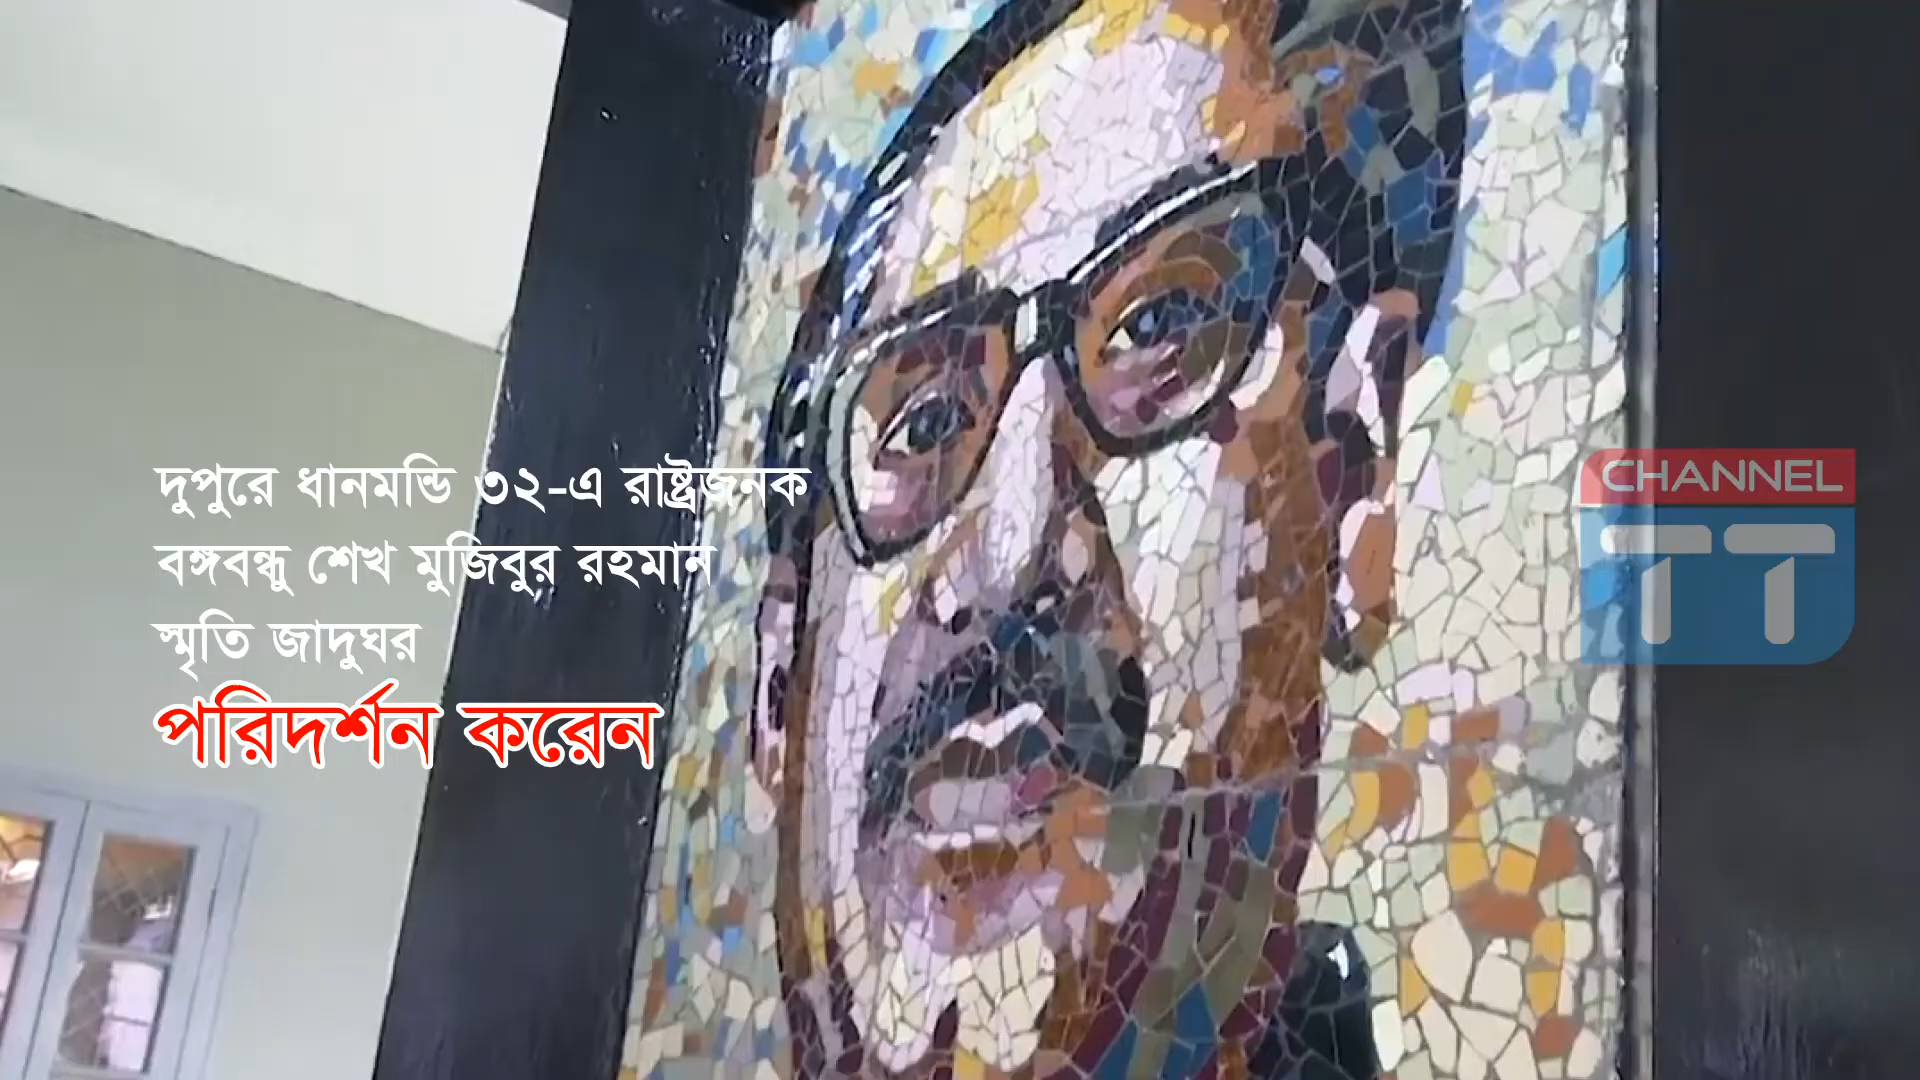 দুপুরে ধানমন্ডি ৩২-এ রাষ্ট্রজনক
বঙ্গবন্ধু শেখ মুজিবুর রহমান
স্মৃতি জাদুঘর
পরিদর্শন করেন
CHANNEL
TT